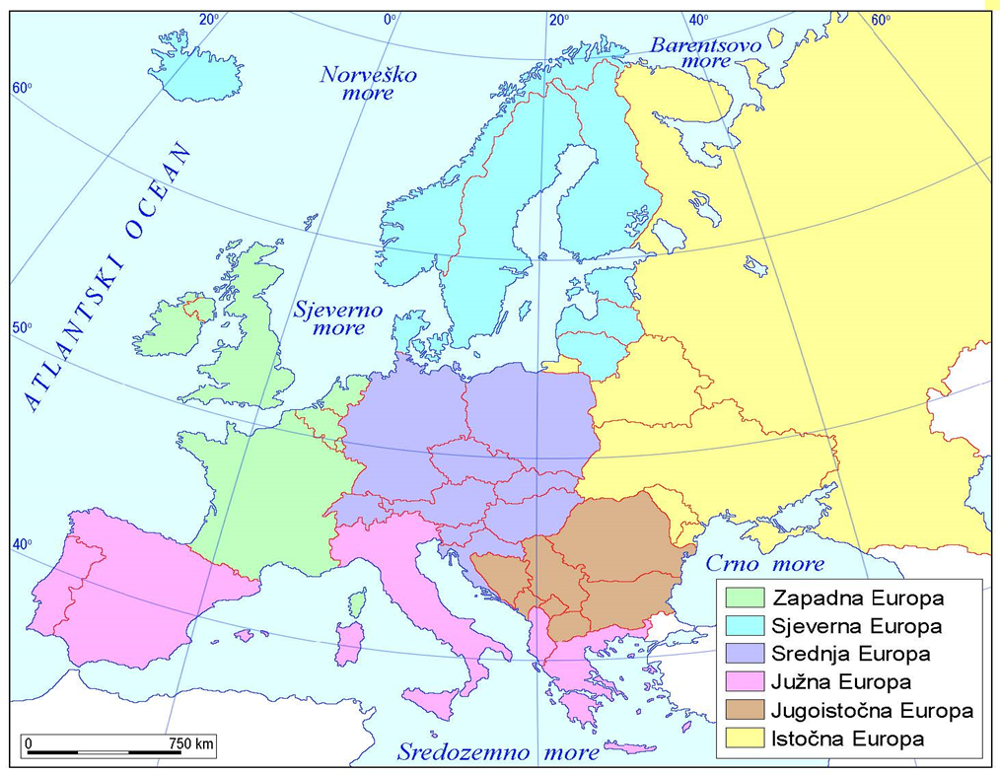 20°
0°
20°
40°
60°
Barentsovo
more
Norveško
more
60°
ATLANTSKI OCEAN
Sjeverno
more
50°
40°
Crno more
Zapadna Europa
Sjeverna Europa
Srednja Europa
Južna Europa
Jugoistočna Europa
Istočna Europa
0 750 km
Sredozemno more